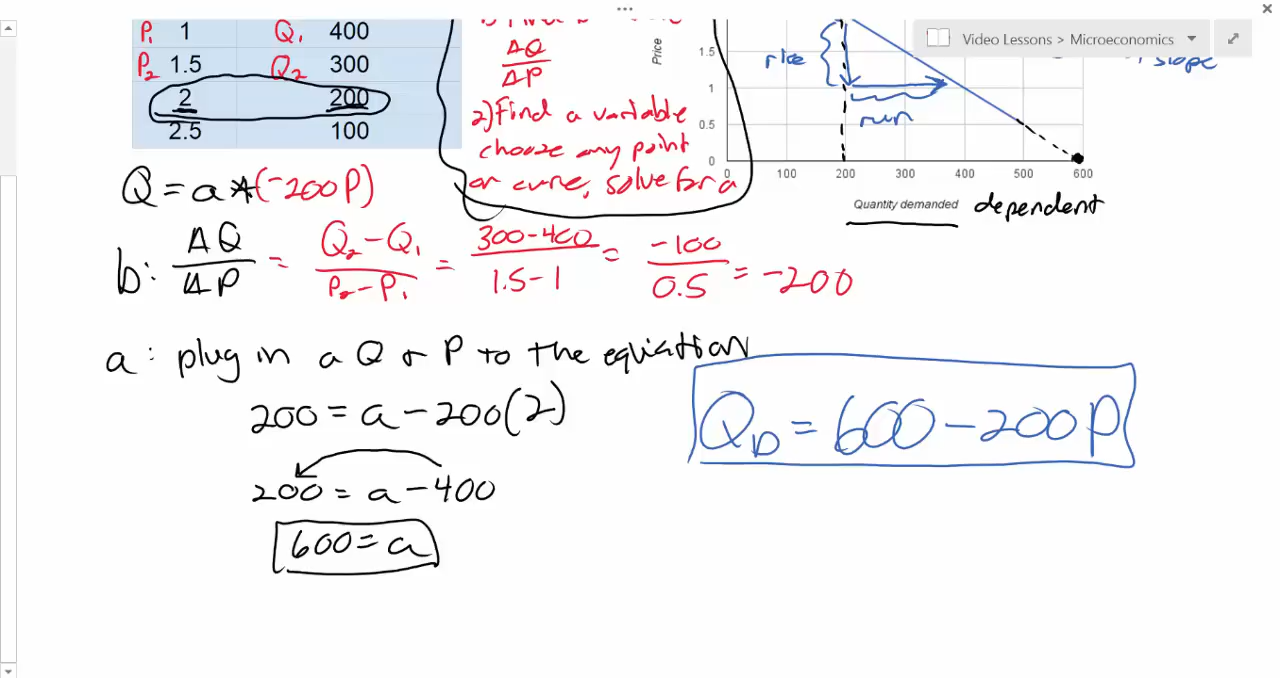 P1 1 Q1 400
P2 1.5 Q2 300
2 200
2.5 100
ΔQ
ΔP
2) Find a variable
choose any point
on curve, solve for a
Price
1.5
1
0.5
0
0 100 200 300 400 500 600
rise
run
slope
Quantity demanded
dependent
Video Lessons > Microeconomics
Q = a + (-200P)
b: ΔQ/ΔP = Q2 - Q1/P2 - P1 = 300-400/1.5-1 = -100/0.5 = -200
a: plug in a Q & P to the equation
200 = a - 200(2)
200 = a - 400
600 = a
QD = 600 - 200P